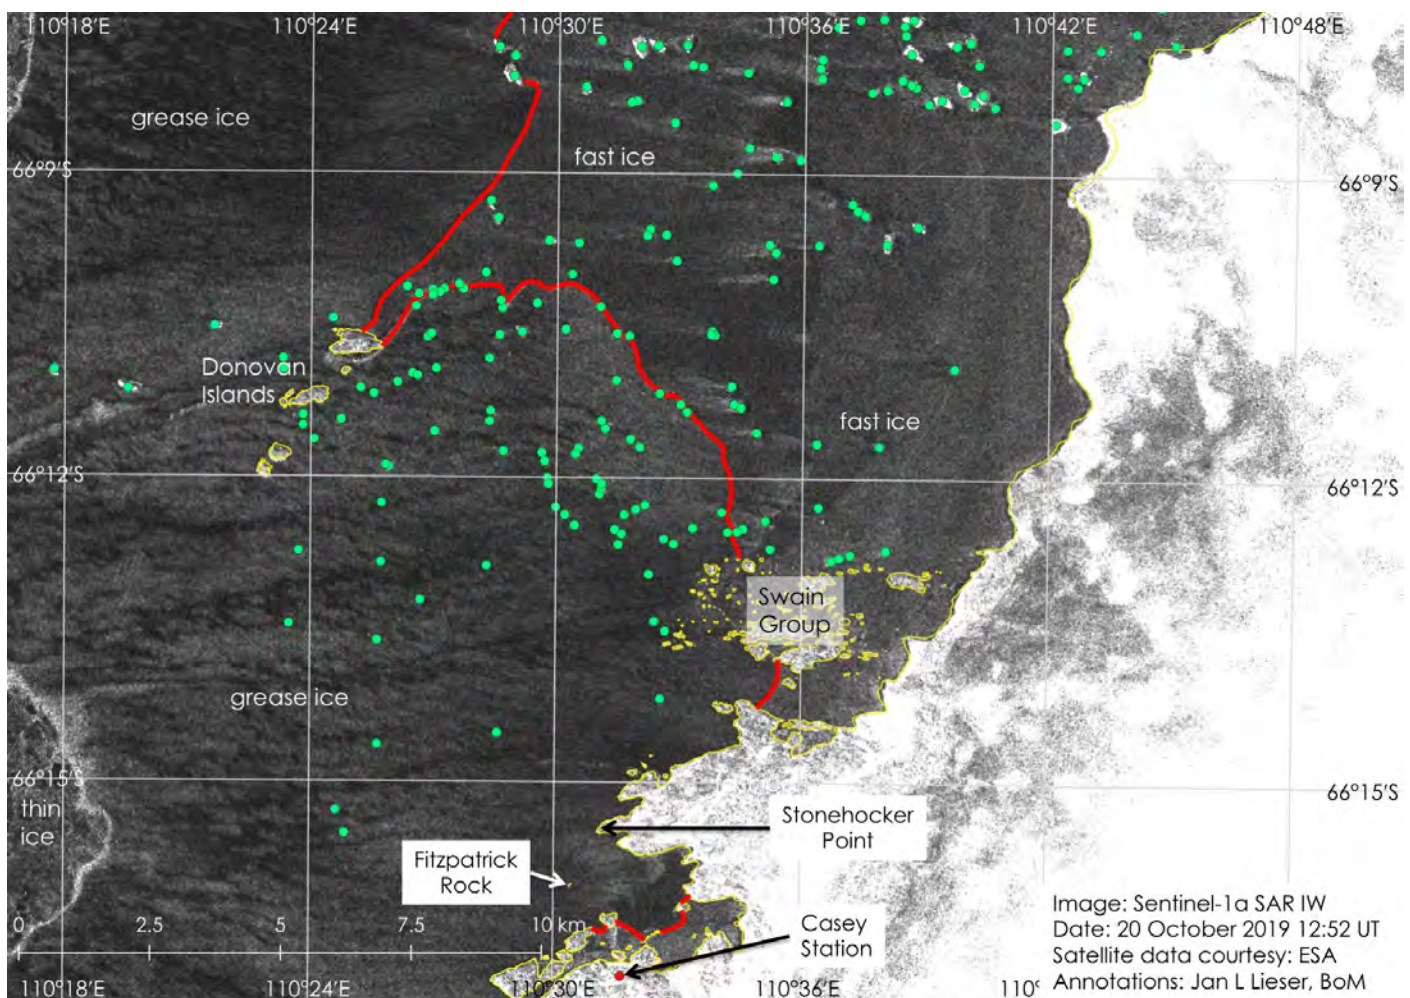 110°18'E 110°24'E 110°30'E 110°36'E 110°42'E 110°48'E
grease ice
fast ice
66°9'S 66°9'S
Donovan
Islands
fast ice
66°12'S 66°12'S
Swain
Group
grease ice
66°15'S 66°15'S
thin
ice
Stonehocker
Point
Fitzpatrick
Rock
Casey
Station
0 2.5 5 7.5 10 km
Image: Sentinel-1a SAR IW
Date: 20 October 2019 12:52 UT
Satellite data courtesy: ESA
Annotations: Jan L Lieser, BoM
110°18'E 110°24'E 110°30'E 110°36'E 110°